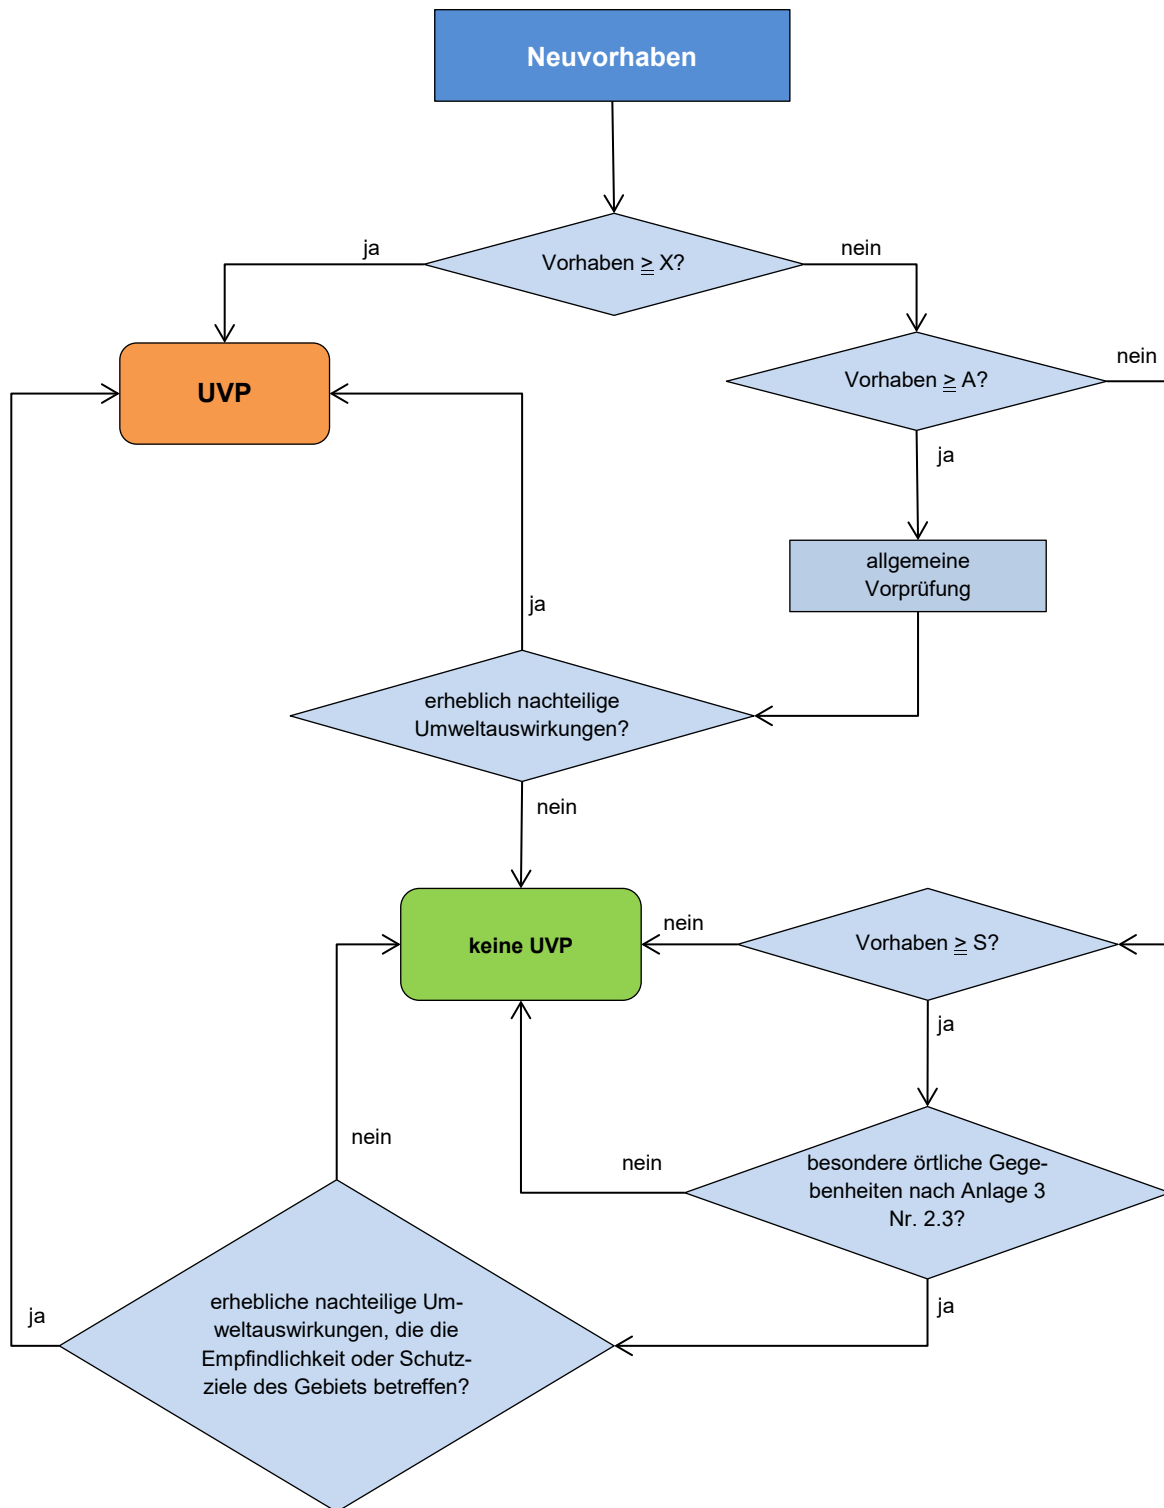 Neuvorhaben
ja
Vorhaben ≧ X?
nein
UVP
Vorhaben ≧ A?
nein
ja
allgemeine
Vorprüfung
ja
erheblich nachteilige
Umweltauswirkungen?
nein
keine UVP
nein
Vorhaben ≧ S?
ja
nein
nein
besondere örtliche Gege-
benheiten nach Anlage 3
Nr. 2.3?
ja
ja
erhebliche nachteilige Um-
weltauswirkungen, die die
Empfindlichkeit oder Schutz-
ziele des Gebiets betreffen?